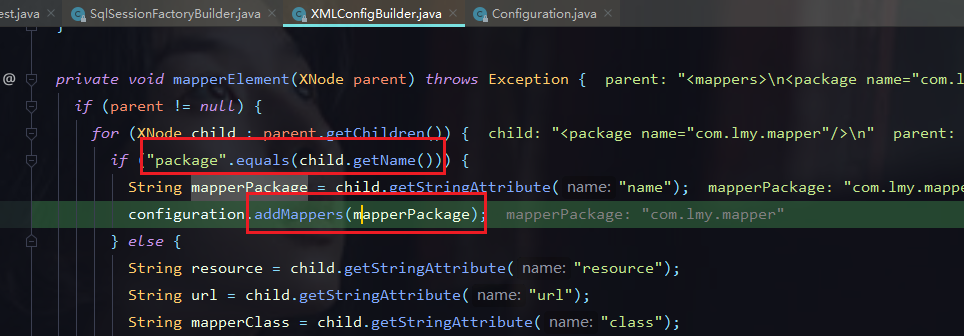 est.java × SqlSessionFactoryBuilder.java × XMLConfigBuilder.java × Configuration.java ×
}
@ private void mapperElement(XNode parent) throws Exception { parent: "<mappers>\n<package name="com.l
if (parent != null) {
for (XNode child : parent.getChildren()) { child: "<package name="com.lmy.mapper"/>\n" parent:
if ("package".equals(child.getName())) {
String mapperPackage = child.getStringAttribute( name: "name"); mapperPackage: "com.lmy.mappe
configuration.addMappers(mapperPackage); mapperPackage: "com.lmy.mapper"
} else {
String resource = child.getStringAttribute( name: "resource");
String url = child.getStringAttribute( name: "url");
String mapperClass = child.getStringAttribute( name: "class");